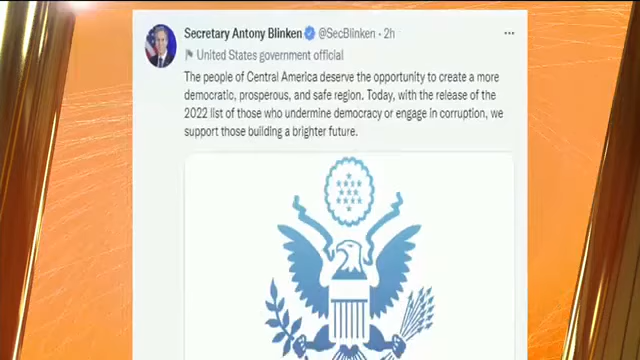 Secretary Antony Blinken @SecBlinken · 2h
United States government official
The people of Central America deserve the opportunity to create a more
democratic, prosperous, and safe region. Today, with the release of the
2022 list of those who undermine democracy or engage in corruption, we
support those building a brighter future.